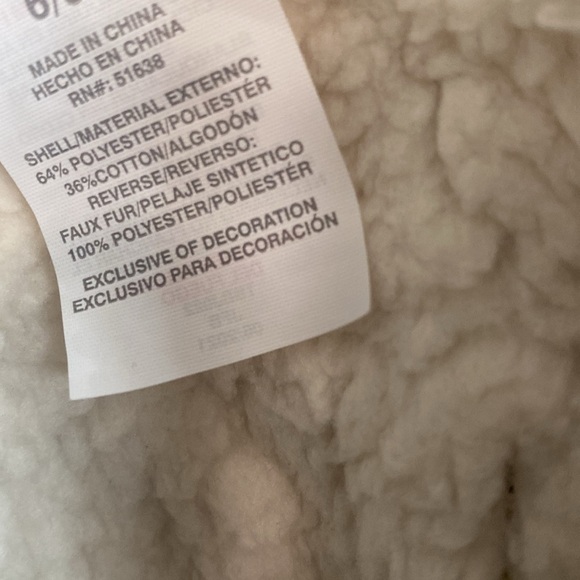 MADE IN CHINA
HECHO EN CHINA
RN#: 51638
SHELL/MATERIAL EXTERNO:
64% POLYESTER/POLIESTÉR
36%COTTON/ALGODÓN
REVERSE/REVERSO:
FAUX FUR/PELAJE SINTETICO
100% POLYESTER/POLIESTÉR
EXCLUSIVE OF DECORATION
EXCLUSIVO PARA DECORACIÓN